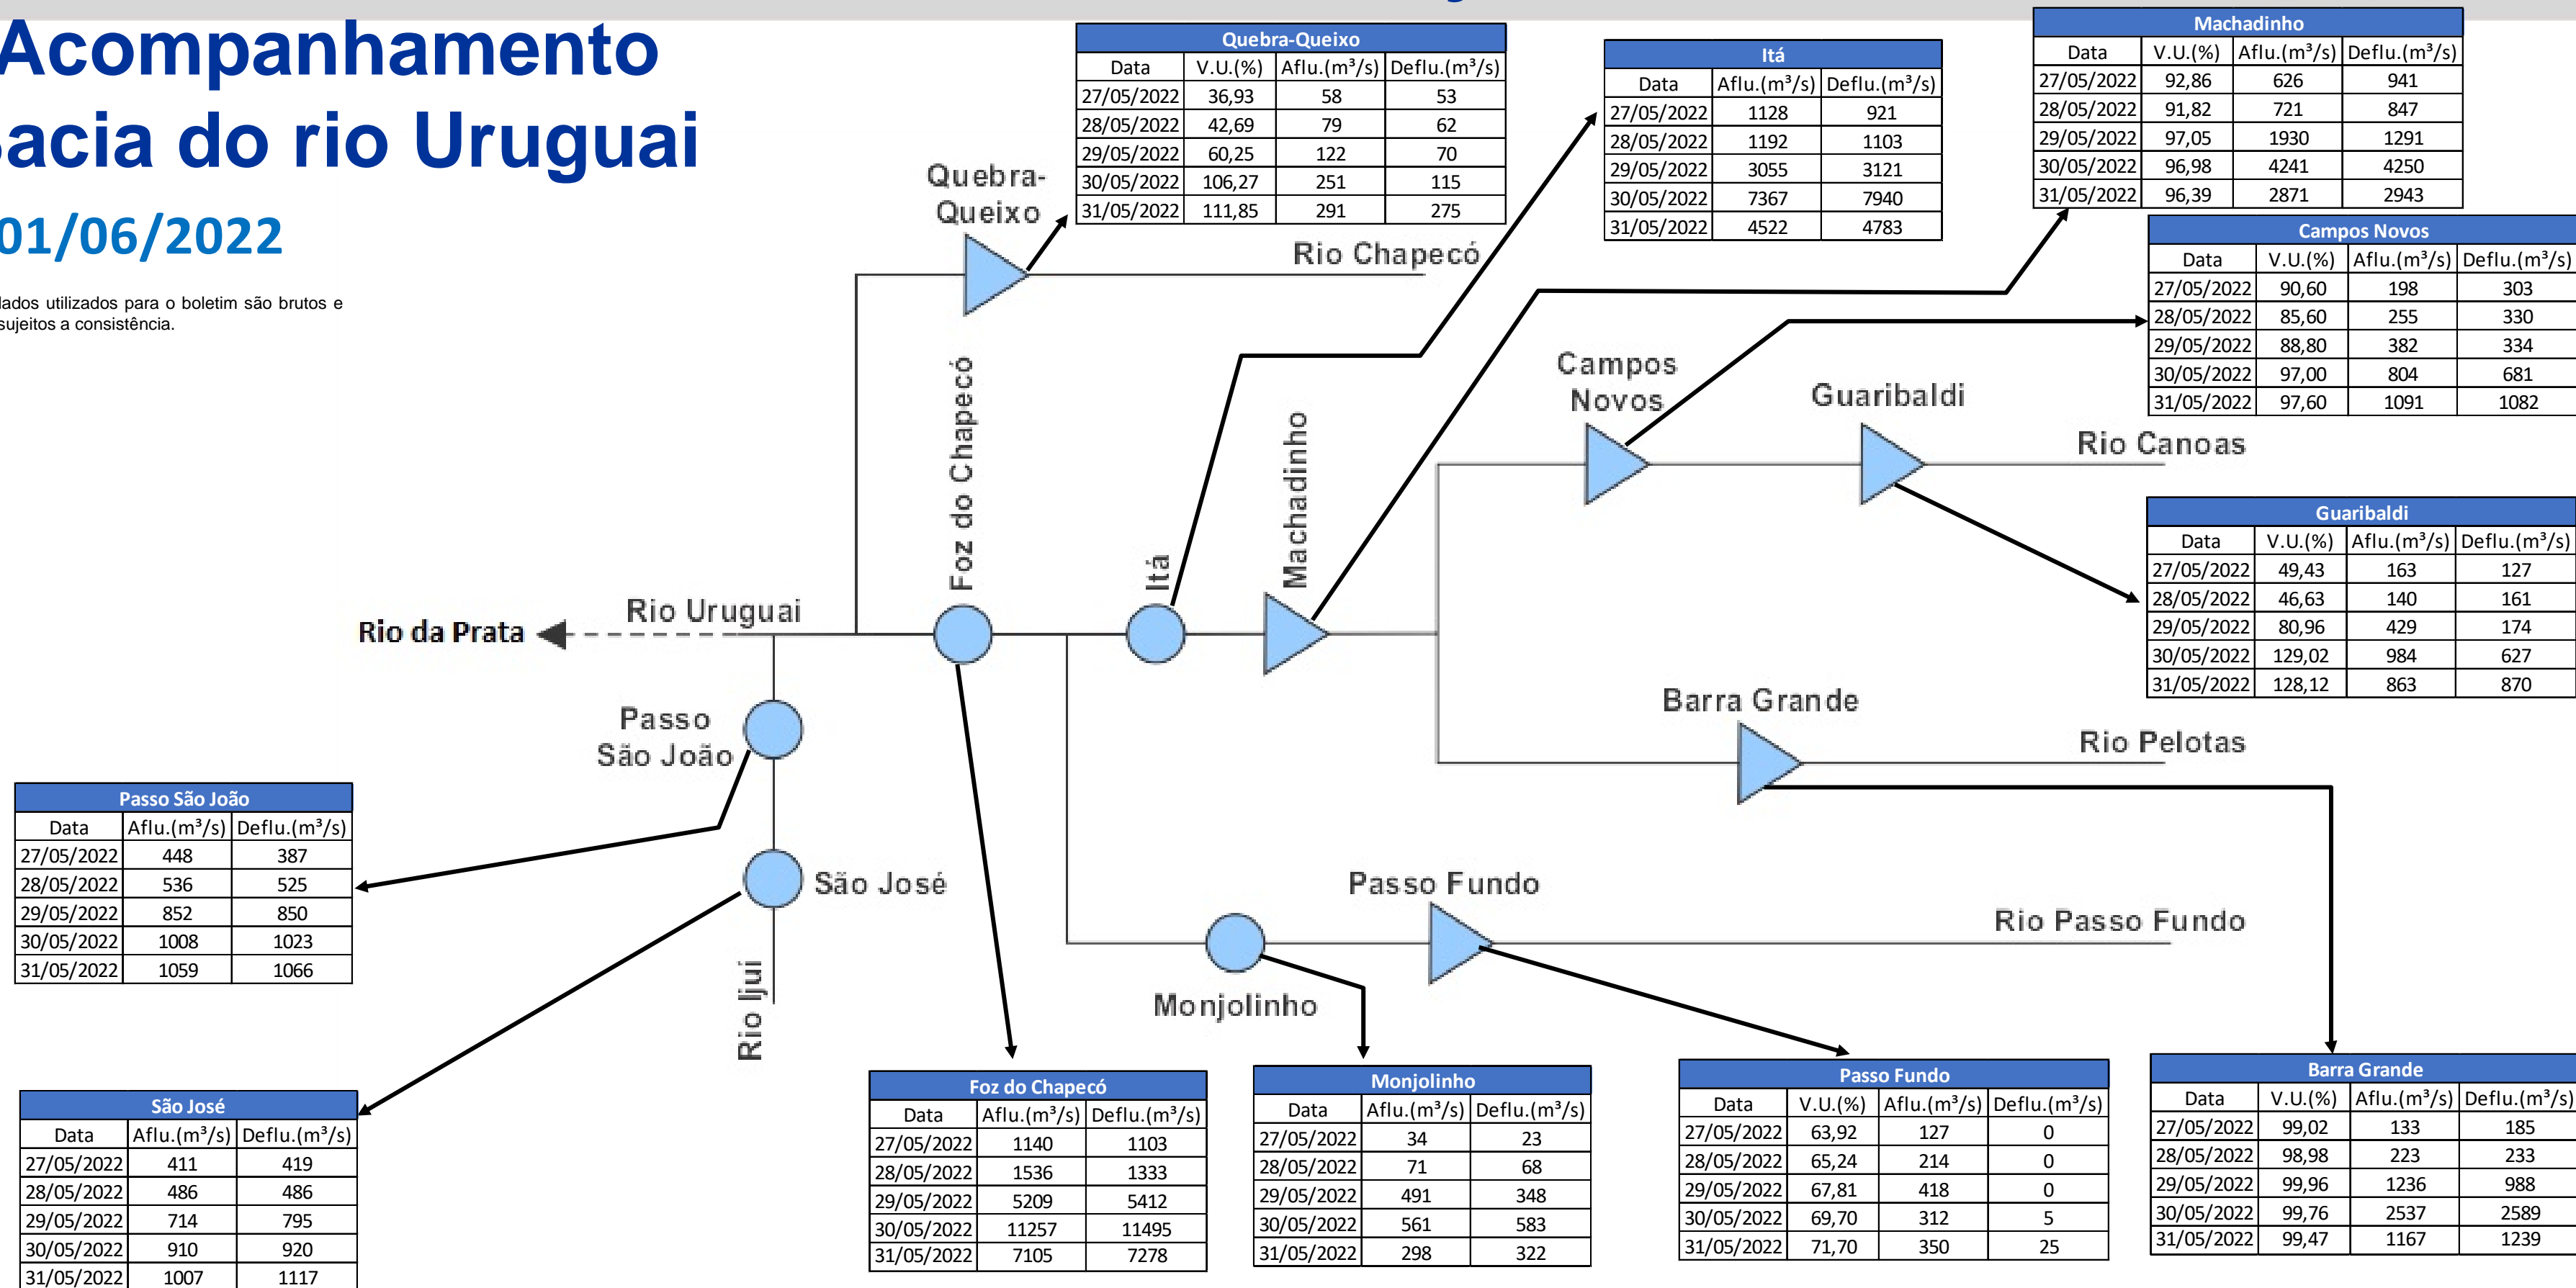 Acompanhamento
acia do rio Uruguai
01/06/2022
dados utilizados para o boletim são brutos e
sujeitos a consistência.
Quebra-Queixo
Data V.U.(%) Aflu.(m³/s) Deflu.(m³/s)
27/05/2022 36,93 58 53
28/05/2022 42,69 79 62
29/05/2022 60,25 122 70
30/05/2022 106,27 251 115
31/05/2022 111,85 291 275
Itá
Data Aflu.(m³/s) Deflu.(m³/s)
27/05/2022 1128 921
28/05/2022 1192 1103
29/05/2022 3055 3121
30/05/2022 7367 7940
31/05/2022 4522 4783
Machadinho
Data V.U.(%) Aflu.(m³/s) Deflu.(m³/s)
27/05/2022 92,86 626 941
28/05/2022 91,82 721 847
29/05/2022 97,05 1930 1291
30/05/2022 96,98 4241 4250
31/05/2022 96,39 2871 2943
Campos Novos
Data V.U.(%) Aflu.(m³/s) Deflu.(m³/s)
27/05/2022 90,60 198 303
28/05/2022 85,60 255 330
29/05/2022 88,80 382 334
30/05/2022 97,00 804 681
31/05/2022 97,60 1091 1082
Quebra-
Queixo
Rio Chapecó
Foz do Chapecó
Itá
Machadinho
Campos
Novos
Guaribaldi
Rio Canoas
Guaribaldi
Data V.U.(%) Aflu.(m³/s) Deflu.(m³/s)
27/05/2022 49,43 163 127
28/05/2022 46,63 140 161
29/05/2022 80,96 429 174
30/05/2022 129,02 984 627
31/05/2022 128,12 863 870
Rio da Prata
Rio Uruguai
Barra Grande
Rio Pelotas
Passo
São João
São José
Rio Ijuí
Passo Fundo
Rio Passo Fundo
Monjolinho
Passo São João
Data Aflu.(m³/s) Deflu.(m³/s)
27/05/2022 448 387
28/05/2022 536 525
29/05/2022 852 850
30/05/2022 1008 1023
31/05/2022 1059 1066
São José
Data Aflu.(m³/s) Deflu.(m³/s)
27/05/2022 411 419
28/05/2022 486 486
29/05/2022 714 795
30/05/2022 910 920
31/05/2022 1007 1117
Foz do Chapecó
Data Aflu.(m³/s) Deflu.(m³/s)
27/05/2022 1140 1103
28/05/2022 1536 1333
29/05/2022 5209 5412
30/05/2022 11257 11495
31/05/2022 7105 7278
Monjolinho
Data Aflu.(m³/s) Deflu.(m³/s)
27/05/2022 34 23
28/05/2022 71 68
29/05/2022 491 348
30/05/2022 561 583
31/05/2022 298 322
Passo Fundo
Data V.U.(%) Aflu.(m³/s) Deflu.(m³/s)
27/05/2022 63,92 127 0
28/05/2022 65,24 214 0
29/05/2022 67,81 418 0
30/05/2022 69,70 312 5
31/05/2022 71,70 350 25
Barra Grande
Data V.U.(%) Aflu.(m³/s) Deflu.(m³/s)
27/05/2022 99,02 133 185
28/05/2022 98,98 223 233
29/05/2022 99,96 1236 988
30/05/2022 99,76 2537 2589
31/05/2022 99,47 1167 1239